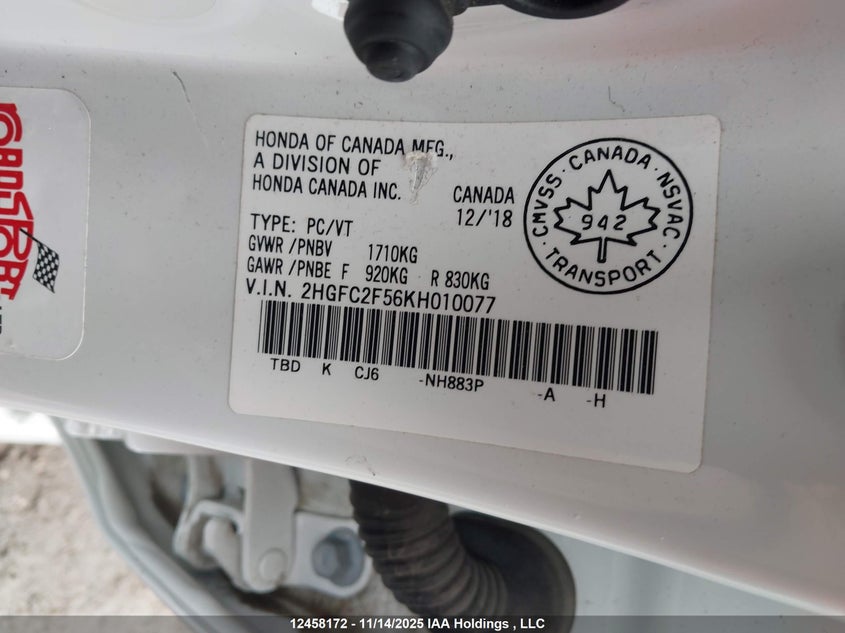 HONDA OF CANADA MFG.,
A DIVISION OF
HONDA CANADA INC.
CANADA
12/'18
TYPE: PC/VT
GVWR /PNBV 1710KG
GAWR /PNBE F 920KG R 830KG
V.I.N. 2HGFC2F56KH010077
TBD K CJ6 -NH883P -A -H
CMVSS · CANADA · NSVAC
942
TRANSPORT
12458172 - 11/14/2025 IAA Holdings , LLC